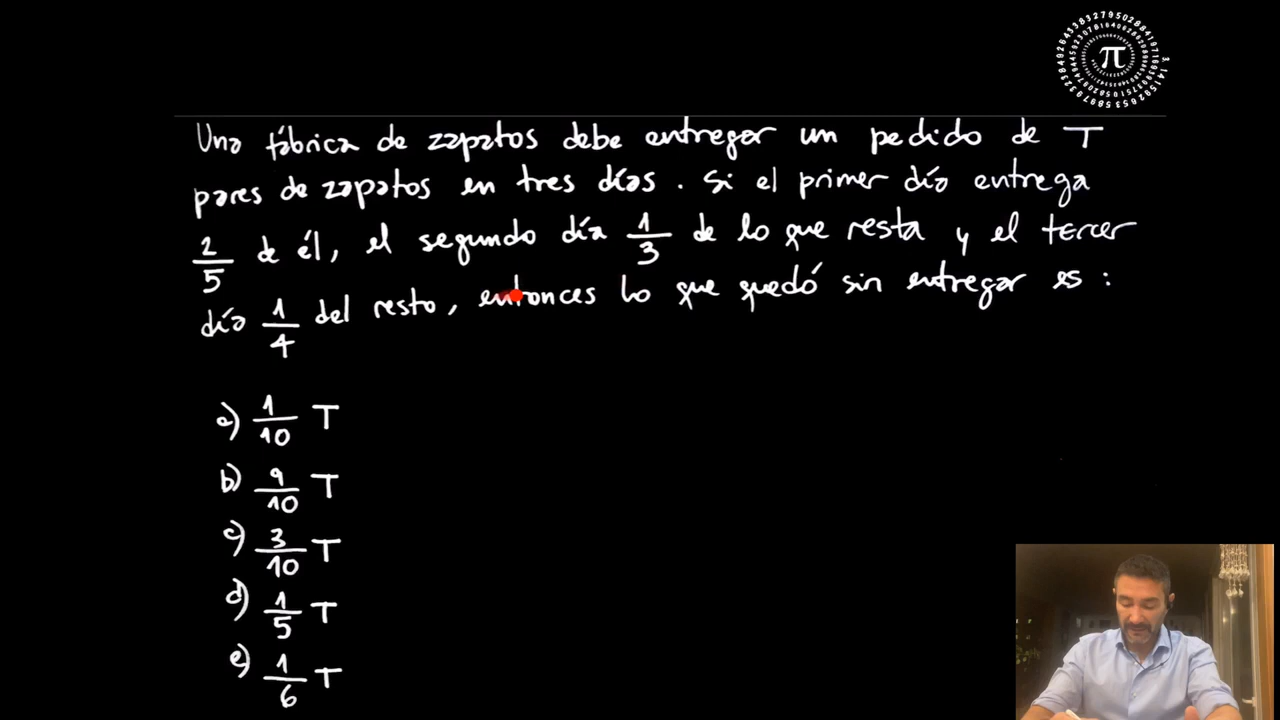 π
Una fábrica de zapatos debe entregar un pedido de T
pares de zapatos en tres días. Si el primer día entrega
2/5 de él, el segundo día 1/3 de lo que resta y el tercer
día 1/4 del resto, entonces lo que quedó sin entregar es:
a) 1/10 T
b) 9/10 T
c) 3/10 T
d) 1/5 T
e) 1/6 T